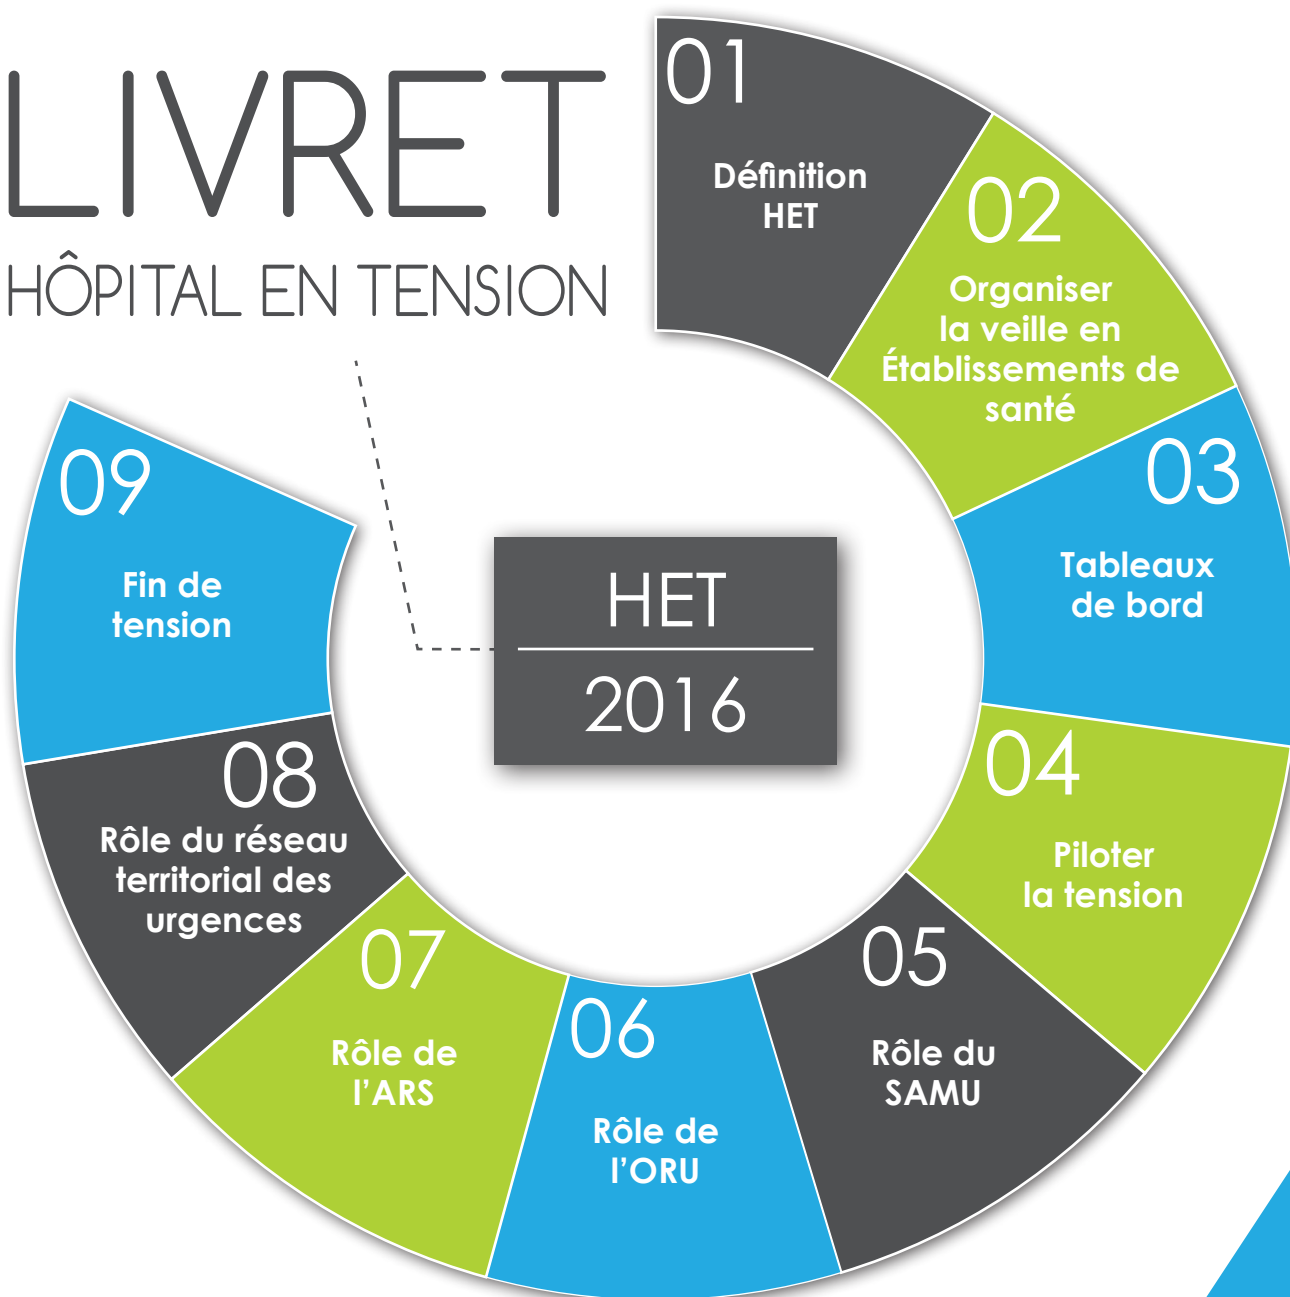 LIVRET
HÔPITAL EN TENSION
HET
2016
01
Définition
HET
02
Organiser
la veille en
Établissements de
santé
03
Tableaux
de bord
04
Piloter
la tension
05
Rôle du
SAMU
06
Rôle de
l'ORU
07
Rôle de
l'ARS
08
Rôle du réseau
territorial des
urgences
09
Fin de
tension